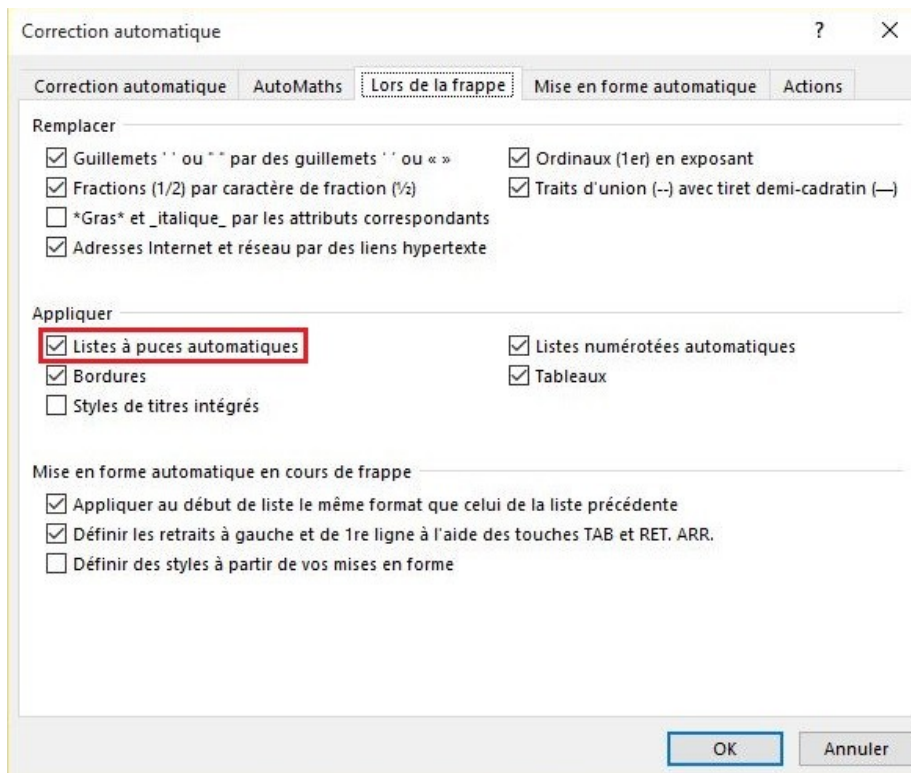 Correction automatique ? ×
Correction automatique AutoMaths Lors de la frappe Mise en forme automatique Actions
Remplacer
Guillemets ' ' ou " " par des guillemets ' ' ou « » Ordinaux (1er) en exposant
Fractions (1/2) par caractère de fraction (½) Traits d'union (--) avec tiret demi-cadratin (—)
*Gras* et _italique_ par les attributs correspondants
Adresses Internet et réseau par des liens hypertexte
Appliquer
Listes à puces automatiques Listes numérotées automatiques
Bordures Tableaux
Styles de titres intégrés
Mise en forme automatique en cours de frappe
Appliquer au début de liste le même format que celui de la liste précédente
Définir les retraits à gauche et de 1re ligne à l'aide des touches TAB et RET. ARR.
Définir des styles à partir de vos mises en forme
OK Annuler